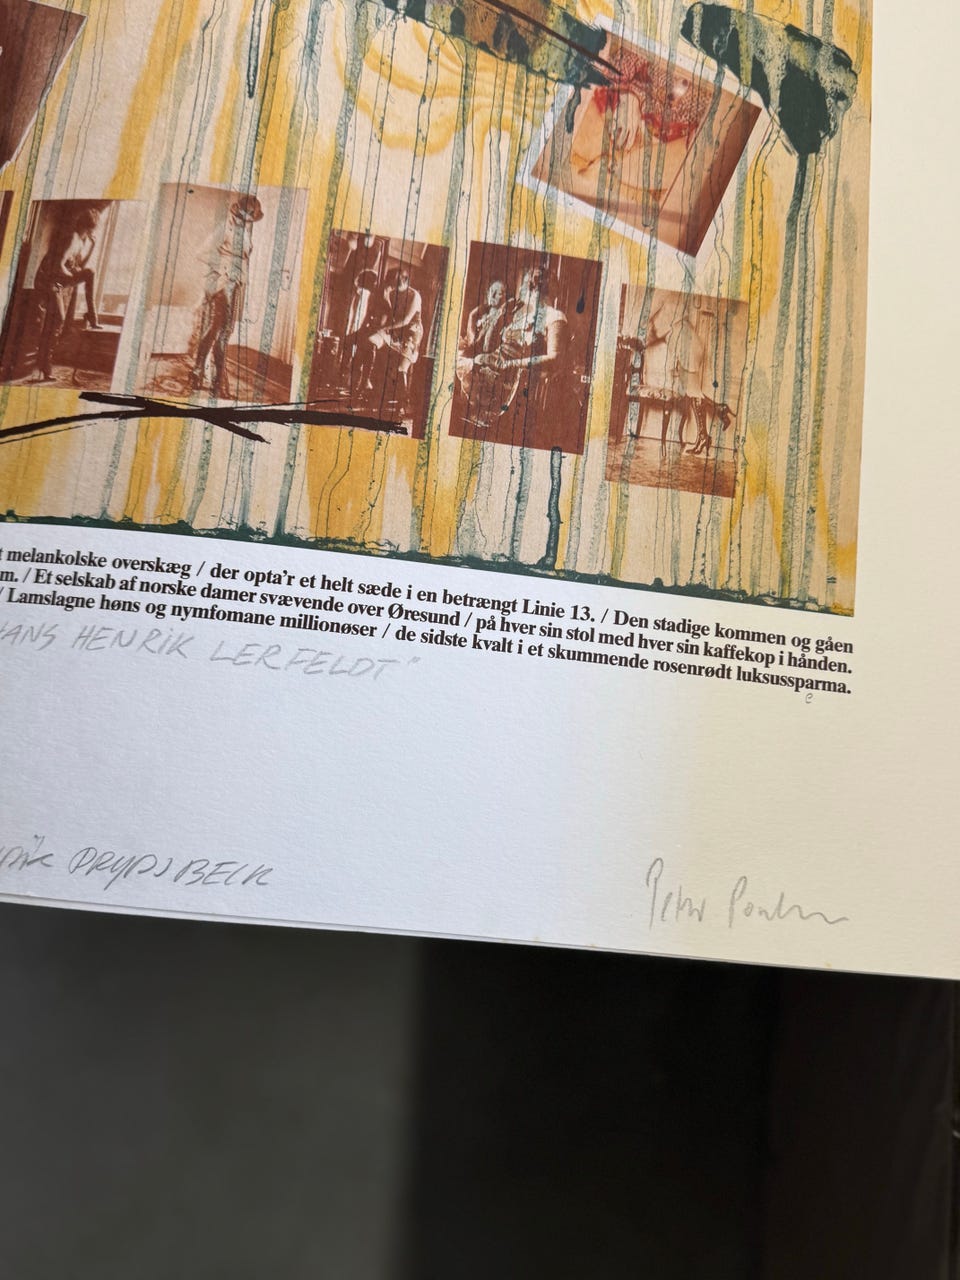 melankolske overskæg / der opta'r et helt sæde i en betrængt Linie 13. / Den stadige kommen og gåen
m. / Et selskab af norske damer svævende over Øresund / på hver sin stol med hver sin kaffekop i hånden.
/ Lamslagne høns og nymfomane millionøser / de sidste kvalt i et skummende rosenrødt luksussparma.
e
HANS HENRIK LERFELDT"